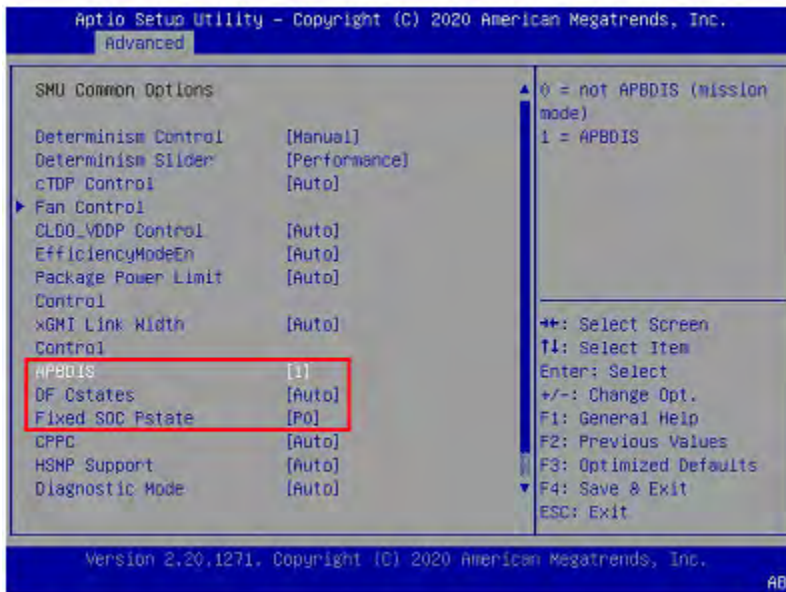 Aptio Setup Utility - Copyright (C) 2020 American Megatrends, Inc.
Advanced
SMU Common Options
Determinism Control [Manual]
Determinism Slider [Performance]
cTDP Control [Auto]
Fan Control
CLDO_VDDP Control [Auto]
EfficiencyModeEn [Auto]
Package Power Limit [Auto]
Control
xGMI Link Width [Auto]
Control
APBDIS [1]
DF Cstates [Auto]
Fixed SOC Pstate [P0]
CPPC [Auto]
HSMP Support [Auto]
Diagnostic Mode [Auto]
0 = not APBDIS (mission
mode)
1 = APBDIS
→←: Select Screen
↑↓: Select Item
Enter: Select
+/-: Change Opt.
F1: General Help
F2: Previous Values
F3: Optimized Defaults
F4: Save & Exit
ESC: Exit
Version 2.20.1271. Copyright (C) 2020 American Megatrends, Inc.
AB